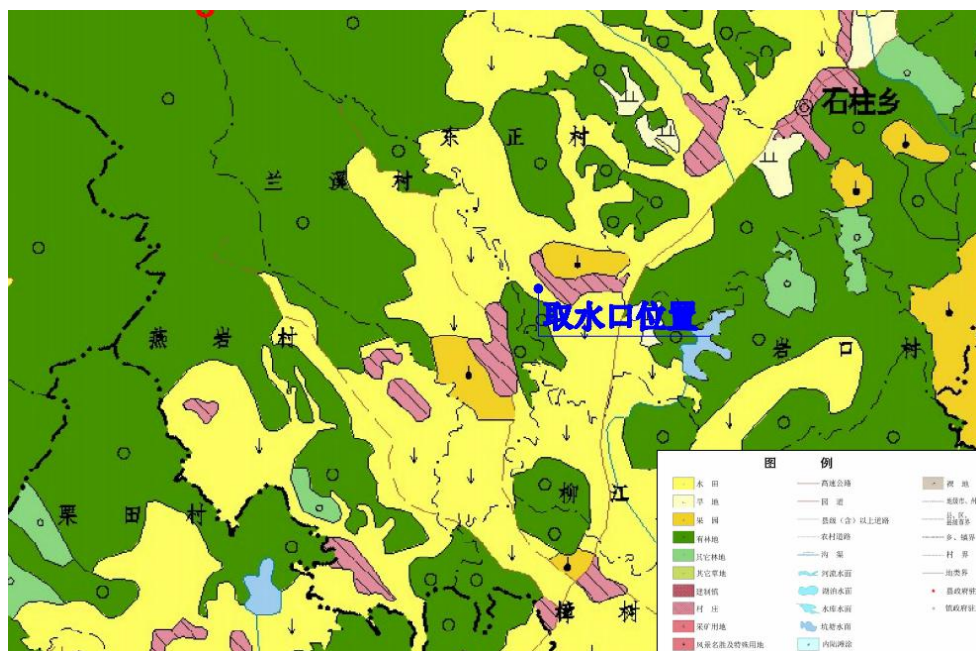 石柱乡
东正村
兰溪村
取水口位置
燕岩村
岩口村
柳江
栗田村
樟树
图例
水田
旱地
果园
有林地
其它林地
其它草地
建制镇
村庄
采矿用地
风景名胜及特殊用地
高速公路
国道
县级（含）以上道路
农村道路
沟渠
河流水面
湖泊水面
水库水面
坑塘水面
内陆滩涂
裸地
乡、镇界
村界
地类界
县政府驻
镇政府驻